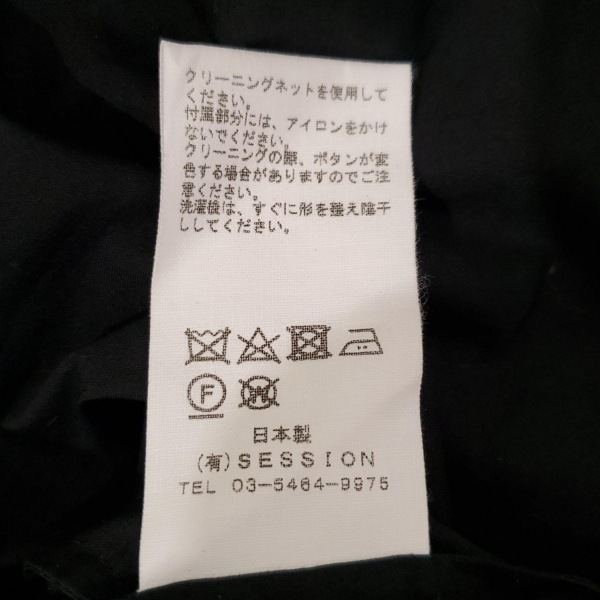 クリーニングネットを使用して
ください。
付属部分には、アイロンをかけ
ないでください。
クリーニングの際、ボタンが変
色する場合がありますのでご注
意ください。
洗濯後は、すぐに形を整え陰干
ししてください。
F
W
日本製
(有)SESSION
TEL 03-5464-9975